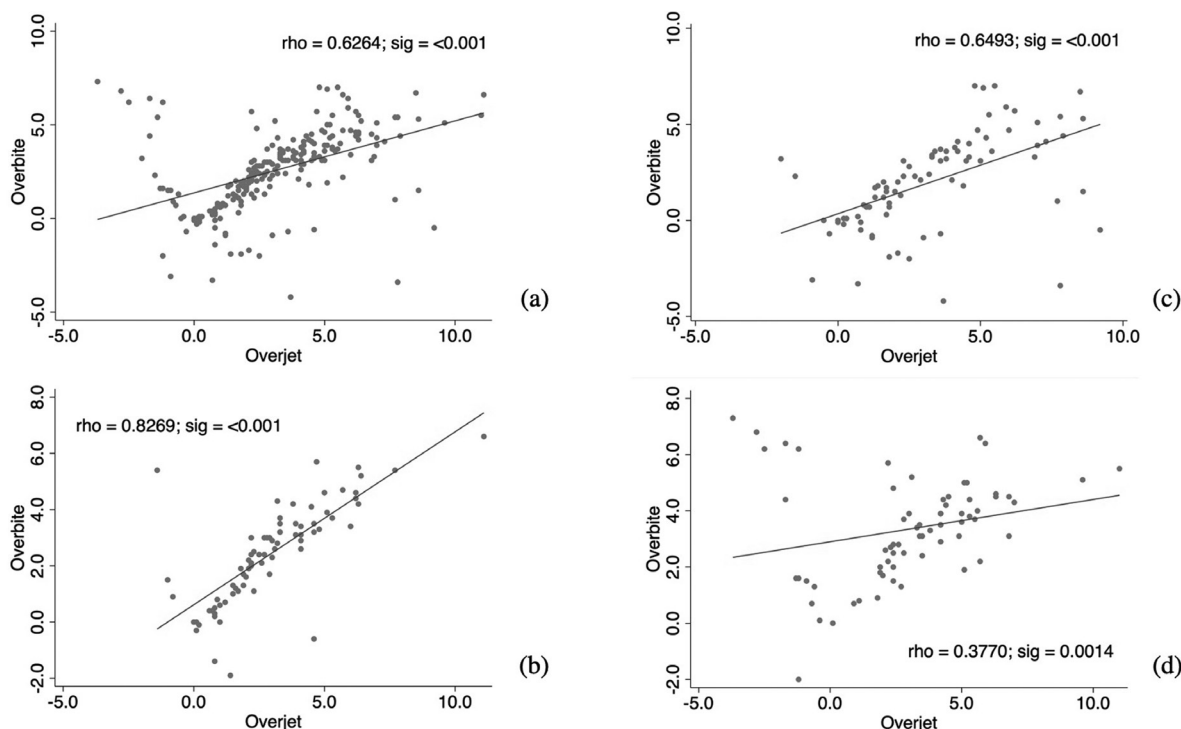 10.0
rho = 0.6264; sig = <0.001
5.0
Overbite
0.0
-5.0
-5.0 0.0 5.0 10.0
Overjet
(a)
10.0
rho = 0.6493; sig = <0.001
5.0
Overbite
0.0
-5.0
-5.0 0.0 5.0 10.0
Overjet
(c)
8.0
rho = 0.8269; sig = <0.001
6.0
4.0
Overbite
2.0
0.0
-2.0
-5.0 0.0 5.0 10.0
Overjet
(b)
8.0
6.0
4.0
Overbite
2.0
0.0
rho = 0.3770; sig = 0.0014
-2.0
-5.0 0.0 5.0 10.0
Overjet
(d)